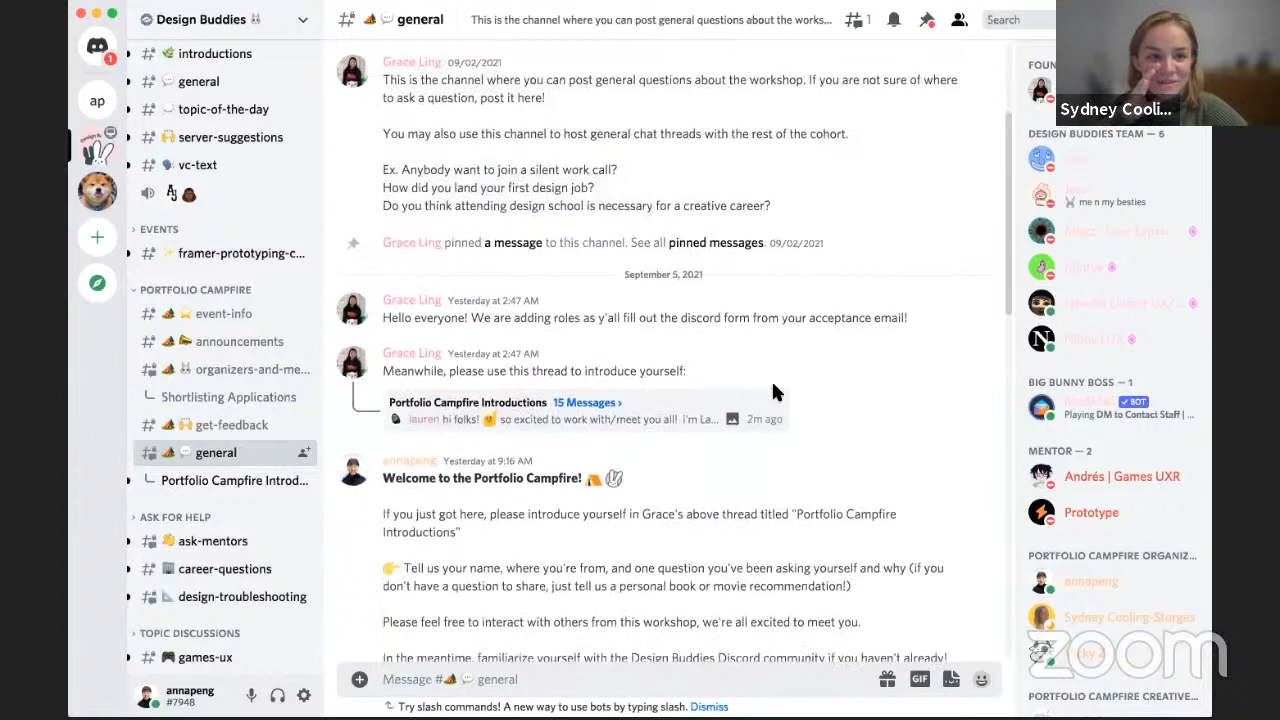 Design Buddies
general
This is the channel where you can post general questions about the works...
1
Search
1
ap
introductions
general
topic-of-the-day
server-suggestions
vc-text
EVENTS
framer-prototyping-c...
PORTFOLIO CAMPFIRE
event-info
announcements
organizers-and-me...
Shortlisting Applications
get-feedback
general
Portfolio Campfire Introd...
ASK FOR HELP
ask-mentors
career-questions
design-troubleshooting
TOPIC DISCUSSIONS
games-ux
annapeng
#7948
Grace Ling 09/02/2021
This is the channel where you can post general questions about the workshop. If you are not sure of where
to ask a question, post it here!
You may also use this channel to host general chat threads with the rest of the cohort.
Ex. Anybody want to join a silent work call?
How did you land your first design job?
Do you think attending design school is necessary for a creative career?
Grace Ling pinned a message to this channel. See all pinned messages. 09/02/2021
September 5, 2021
Grace Ling Yesterday at 2:47 AM
Hello everyone! We are adding roles as y'all fill out the discord form from your acceptance email!
Grace Ling Yesterday at 2:47 AM
Meanwhile, please use this thread to introduce yourself:
Portfolio Campfire Introductions 15 Messages ›
lauren hi folks! ✊ so excited to work with/meet you all! i'm La... 2m ago
annapeng Yesterday at 9:16 AM
Welcome to the Portfolio Campfire!
If you just got here, please introduce yourself in Grace's above thread titled "Portfolio Campfire
Introductions"
👉 Tell us your name, where you're from, and one question you've been asking yourself and why (if you
don't have a question to share, just tell us a personal book or movie recommendation!)
Please feel free to interact with others from this workshop, we're all excited to meet you.
In the meantime, familiarize yourself with the Design Buddies Discord community if you haven't already!
Message # general
GIF
Try slash commands! A new way to use bots by typing slash. Dismiss
Sydney Cooli...
FOUN
DESIGN BUDDIES TEAM — 6
me n my besties
BIG BUNNY BOSS — 1
BOT
Playing DM to Contact Staff | ...
MENTOR — 2
Andrés | Games UXR
Prototype
PORTFOLIO CAMPFIRE ORGANIZ...
annapeng
Sydney Cooling-Sturges
Vicky Z
zoom
PORTFOLIO CAMPFIRE CREATIVE...